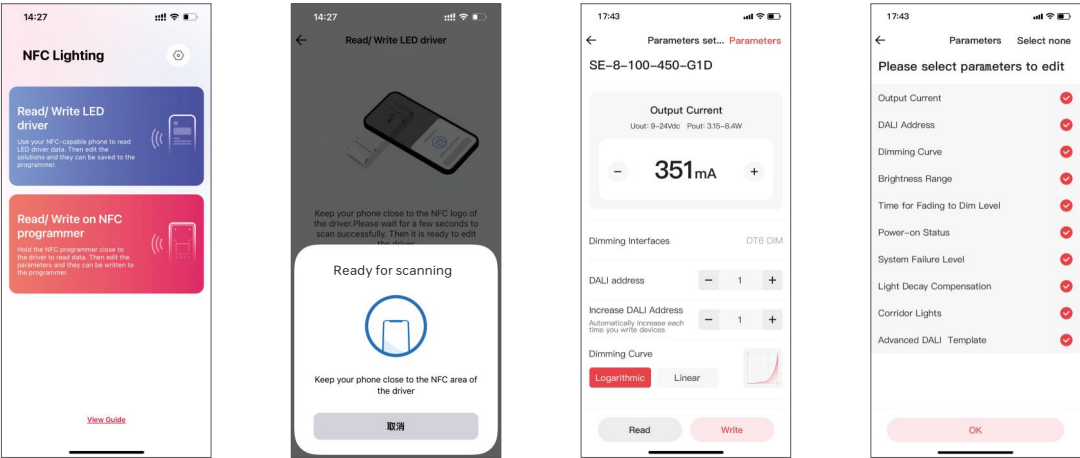 14:27
NFC Lighting
Read/ Write LED
driver
Use your NFC-capable phone to read
LED driver data. Then edit the
solutions and they can be saved to the
programmer.
Read/ Write on NFC
programmer
Hold the NFC programmer close to
the driver to read data. Then edit the
parameters and they can be written to
the programmer.
View Guide
14:27
Read/ Write LED driver
Keep your phone close to the NFC logo of
the driver.Please wait for a few seconds to
scan successfully. Then it is ready to edit
the driver
Ready for scanning
Keep your phone close to the NFC area of
the driver
取消
17:43
Parameters set... Parameters
SE-8-100-450-G1D
Output Current
Uout: 9-24Vdc Pout: 3.15-8.4W
- 351mA +
Dimming Interfaces DT6 DIM
DALI address - 1 +
Increase DALI Address
Automatically increase each
time you write devices
- 1 +
Dimming Curve
Logarithmic Linear
Read Write
17:43
Parameters Select none
Please select parameters to edit
Output Current
DALI Address
Dimming Curve
Brightness Range
Time for Fading to Dim Level
Power-on Status
System Failure Level
Light Decay Compensation
Corridor Lights
Advanced DALI Template
OK